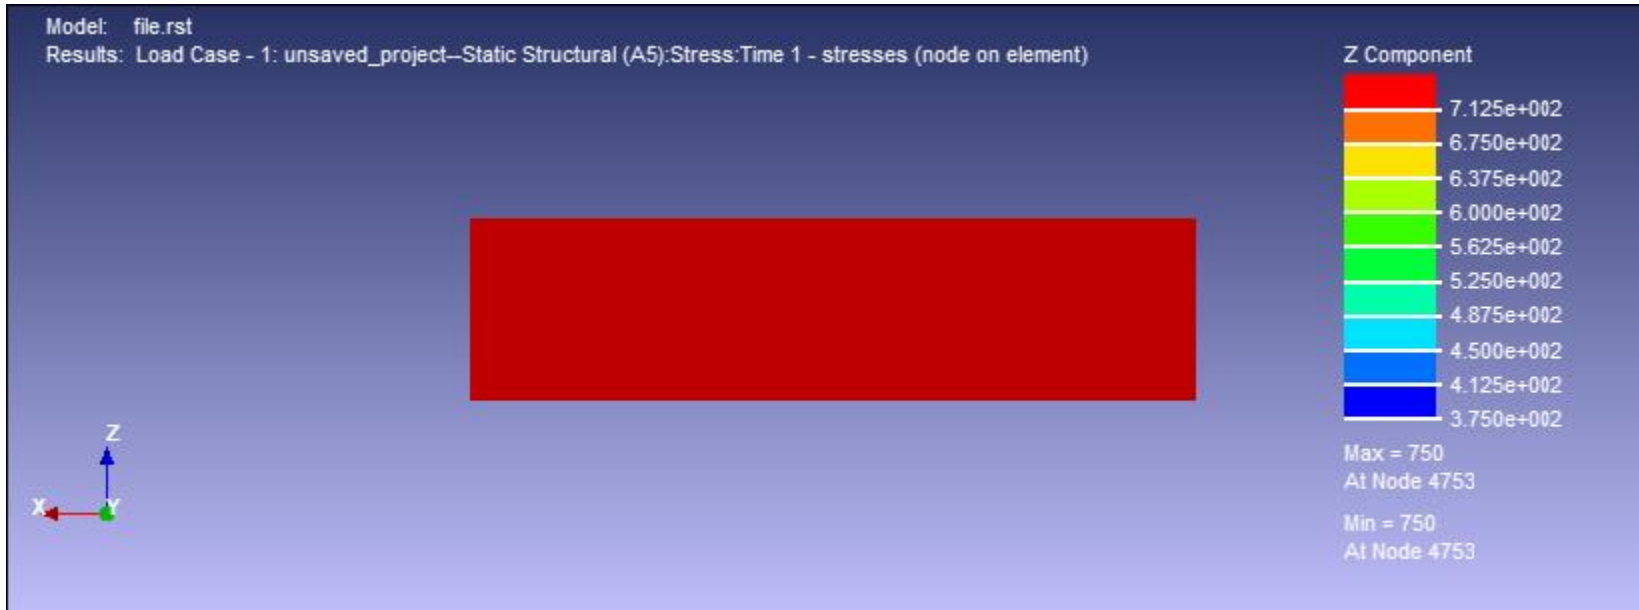 Model: file.rst
Results: Load Case - 1: unsaved_project--Static Structural (A5):Stress:Time 1 - stresses (node on element)
Z Component
7.125e+002
6.750e+002
6.375e+002
6.000e+002
5.625e+002
5.250e+002
4.875e+002
4.500e+002
4.125e+002
3.750e+002
Max = 750
At Node 4753
Min = 750
At Node 4753
Z
X
Y